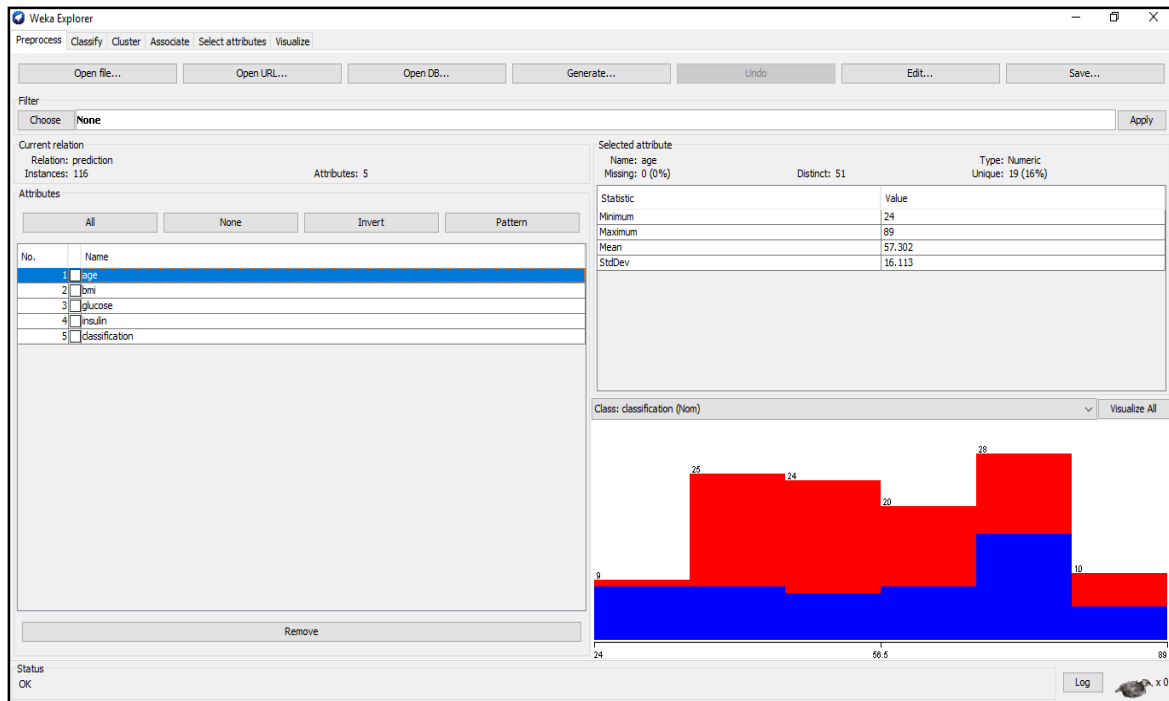 Weka Explorer
Preprocess Classify Cluster Associate Select attributes Visualize
Open file... Open URL... Open DB... Generate... Undo Edit... Save...
Filter
Choose None Apply
Current relation
Relation: prediction
Instances: 116 Attributes: 5
Attributes
All None Invert Pattern
No. Name
1 age
2 bmi
3 glucose
4 insulin
5 classification
Remove
Selected attribute
Name: age Type: Numeric
Missing: 0 (0%) Distinct: 51 Unique: 19 (16%)
Statistic Value
Minimum 24
Maximum 89
Mean 57.302
StdDev 16.113
Class: classification (Nom) Visualize All
9 25 24 20 28 10
24 56.5 89
Status
OK Log x 0